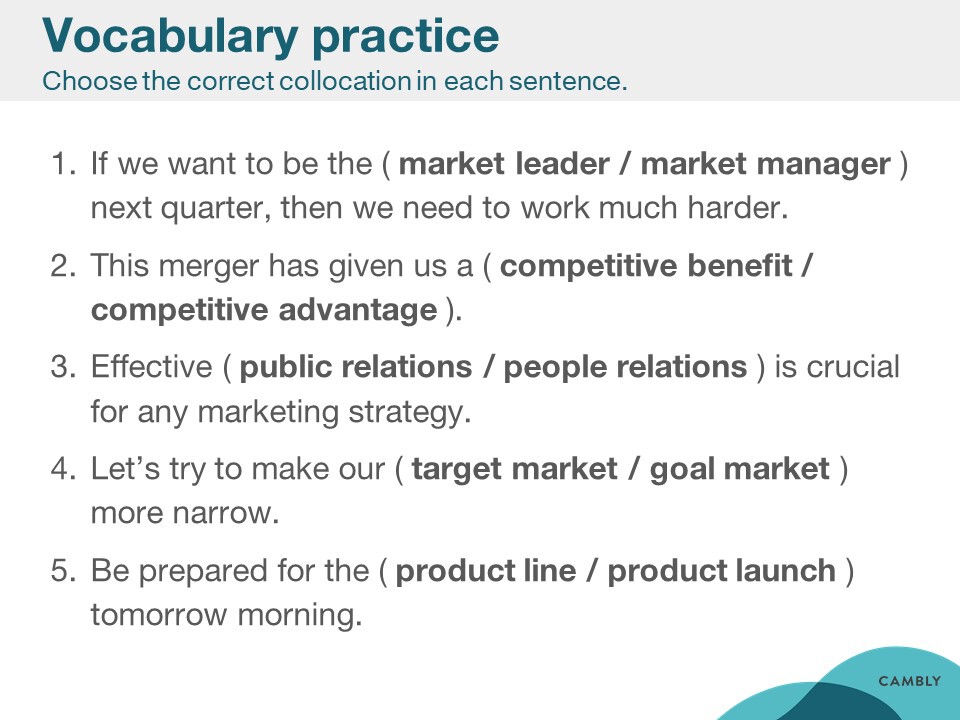 Vocabulary practice
Choose the correct collocation in each sentence.
1. If we want to be the ( market leader / market manager )
next quarter, then we need to work much harder.
2. This merger has given us a ( competitive benefit /
competitive advantage ).
3. Effective ( public relations / people relations ) is crucial
for any marketing strategy.
4. Let’s try to make our ( target market / goal market )
more narrow.
5. Be prepared for the ( product line / product launch )
tomorrow morning.
CAMBLY